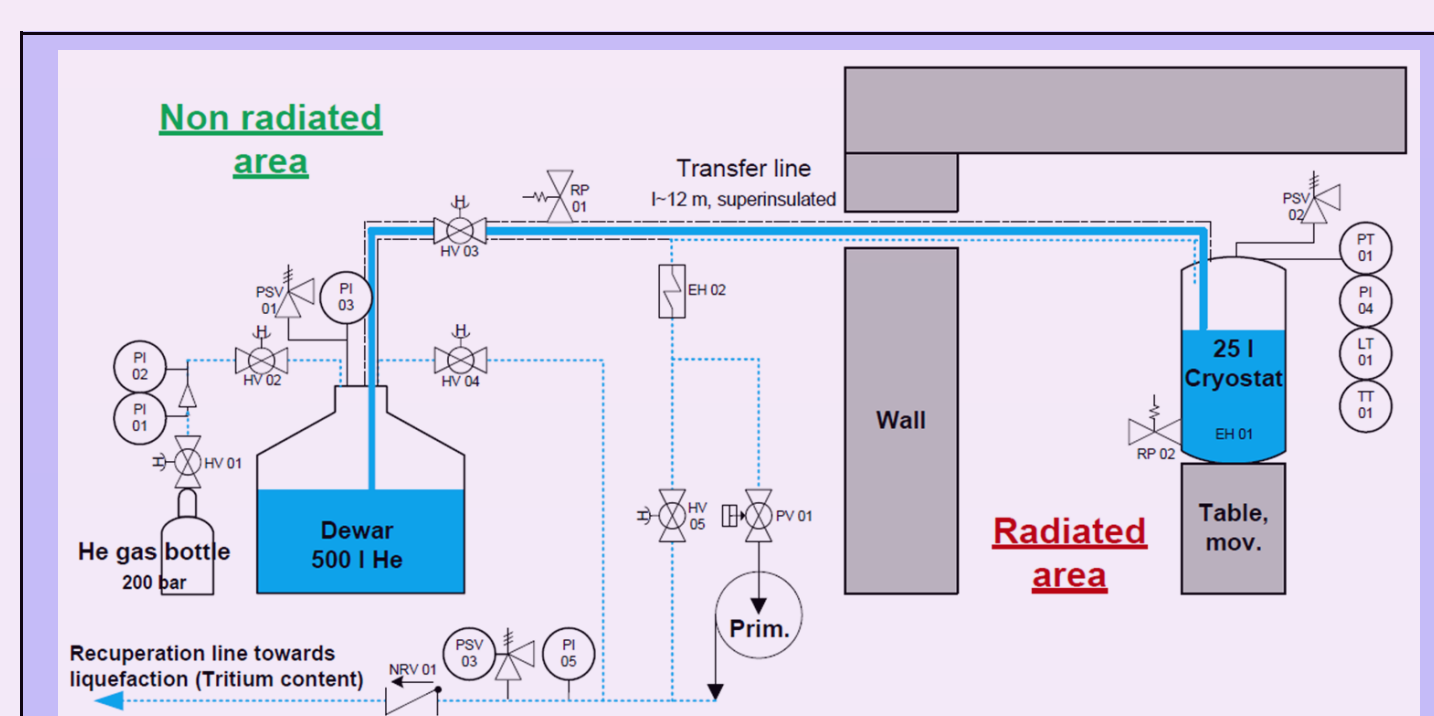 Non radiated
area
Transfer line
l~12 m, superinsulated
RP
01
HV 03
PSV
02
PT
01
PI
04
LT
01
TT
01
PSV
01
PI
03
EH 02
PI
02
PI
01
HV 02
HV 04
HV 01
25 l
Cryostat
EH 01
RP 02
Wall
Dewar
500 l He
He gas bottle
200 bar
HV
05
PV 01
Radiated
area
Table,
mov.
Prim.
Recuperation line towards
liquefaction (Tritium content)
NRV 01
PSV
03
PI
05
H
H
H
H
H